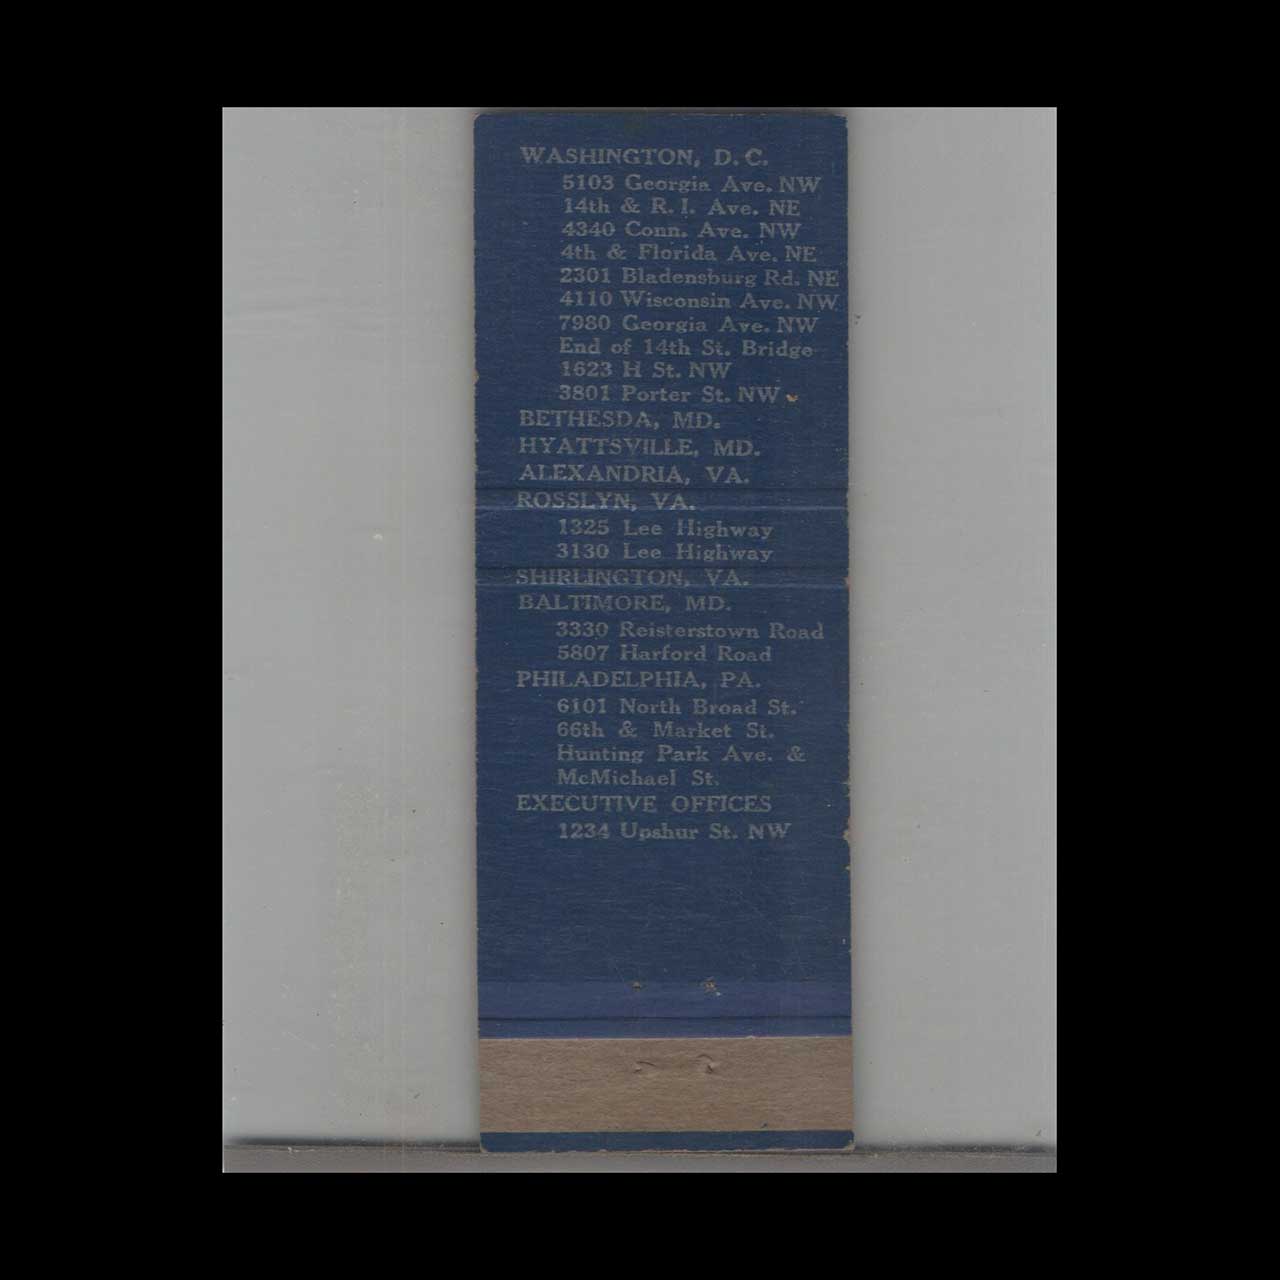 WASHINGTON, D. C.
5103 Georgia Ave. NW
14th & R. I. Ave. NE
4340 Conn. Ave. NW
4th & Florida Ave. NE
2301 Bladensburg Rd. NE
4110 Wisconsin Ave. NW
7980 Georgia Ave. NW
End of 14th St. Bridge
1623 H St. NW
3801 Porter St. NW
BETHESDA, MD.
HYATTSVILLE, MD.
ALEXANDRIA, VA.
ROSSLYN, VA.
1325 Lee Highway
3130 Lee Highway
SHIRLINGTON, VA.
BALTIMORE, MD.
3330 Reisterstown Road
5807 Harford Road
PHILADELPHIA, PA.
6101 North Broad St.
66th & Market St.
Hunting Park Ave. &
McMichael St.
EXECUTIVE OFFICES
1234 Upshur St. NW